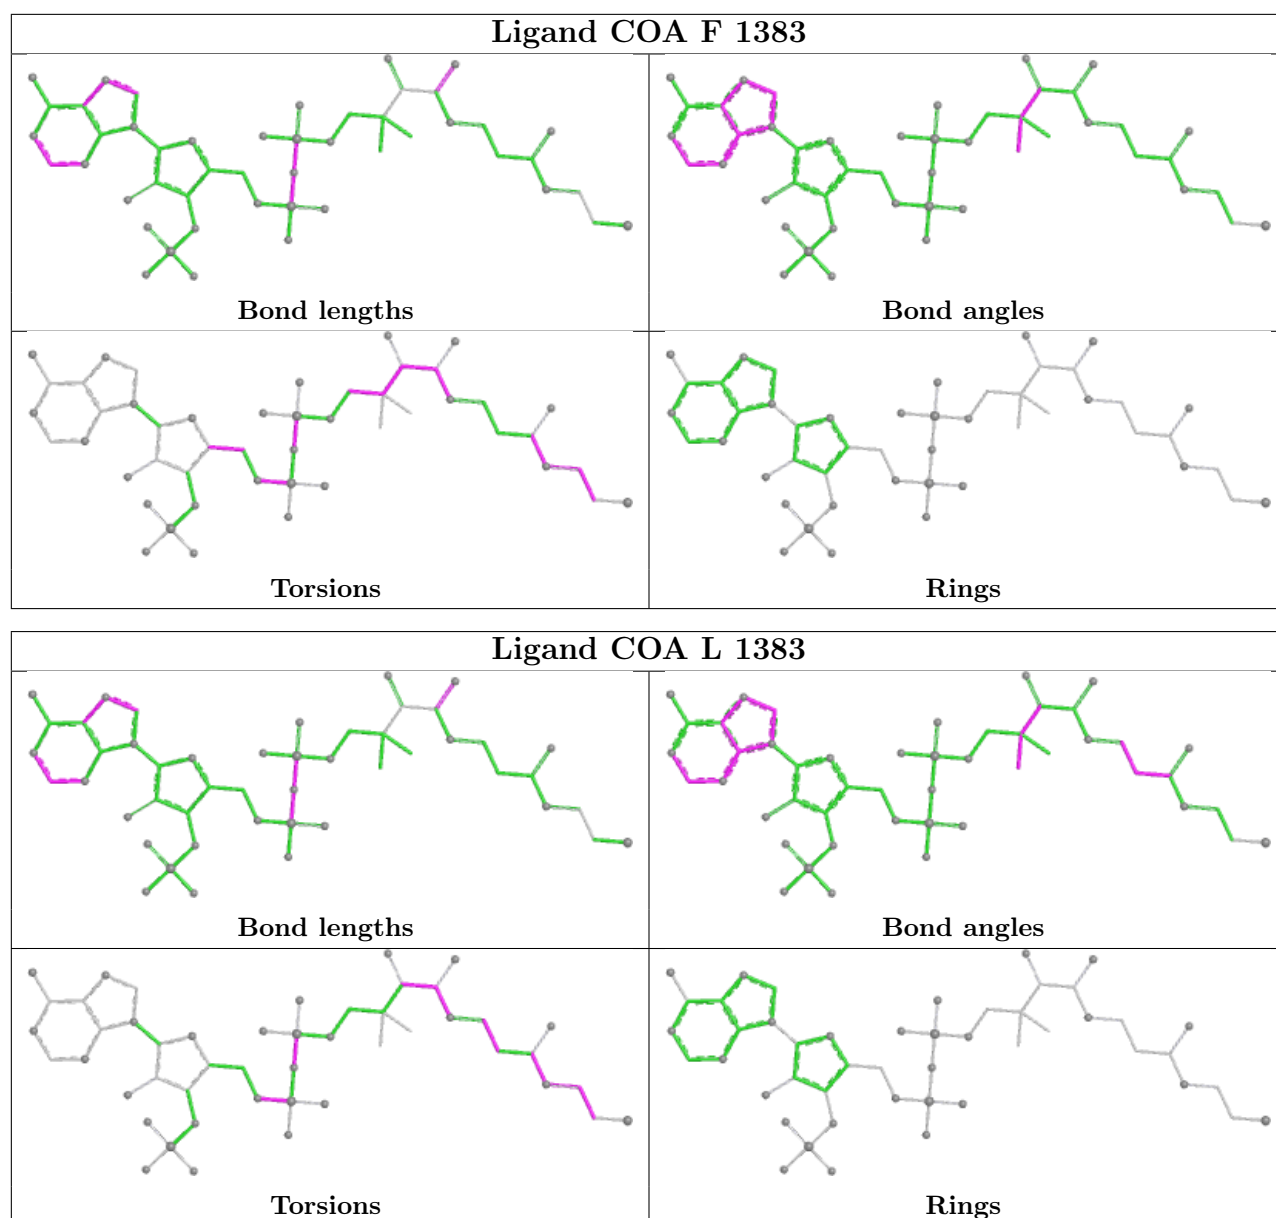 Ligand COA F 1383
Bond lengths
Bond angles
Torsions
Rings
Ligand COA L 1383
Bond lengths
Bond angles
Torsions
Rings